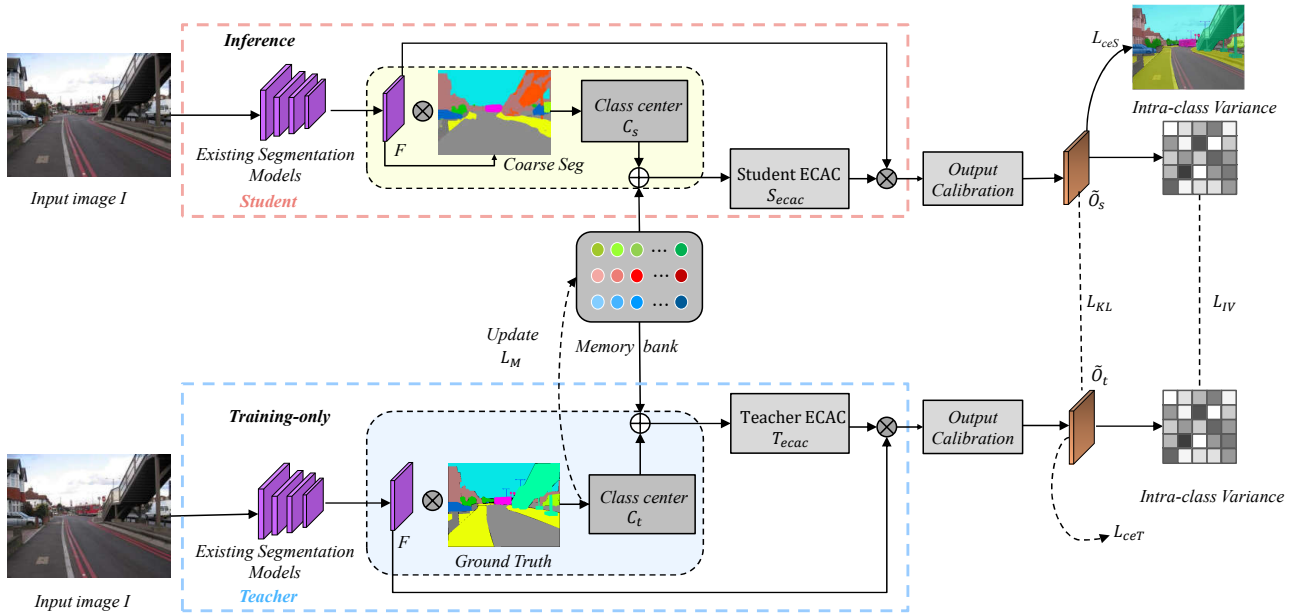 Inference
Input image I
Existing Segmentation
Models
Student
F
Coarse Seg
Class center
C_s
Student ECAC
S_ecac
Output
Calibration
Õ_s
L_ceS
Intra-class Variance
Update
L_M
Memory bank
L_KL
L_IV
Training-only
Input image I
Existing Segmentation
Models
Teacher
F
Ground Truth
Class center
C_t
Teacher ECAC
T_ecac
Output
Calibration
Õ_t
Intra-class Variance
L_ceT